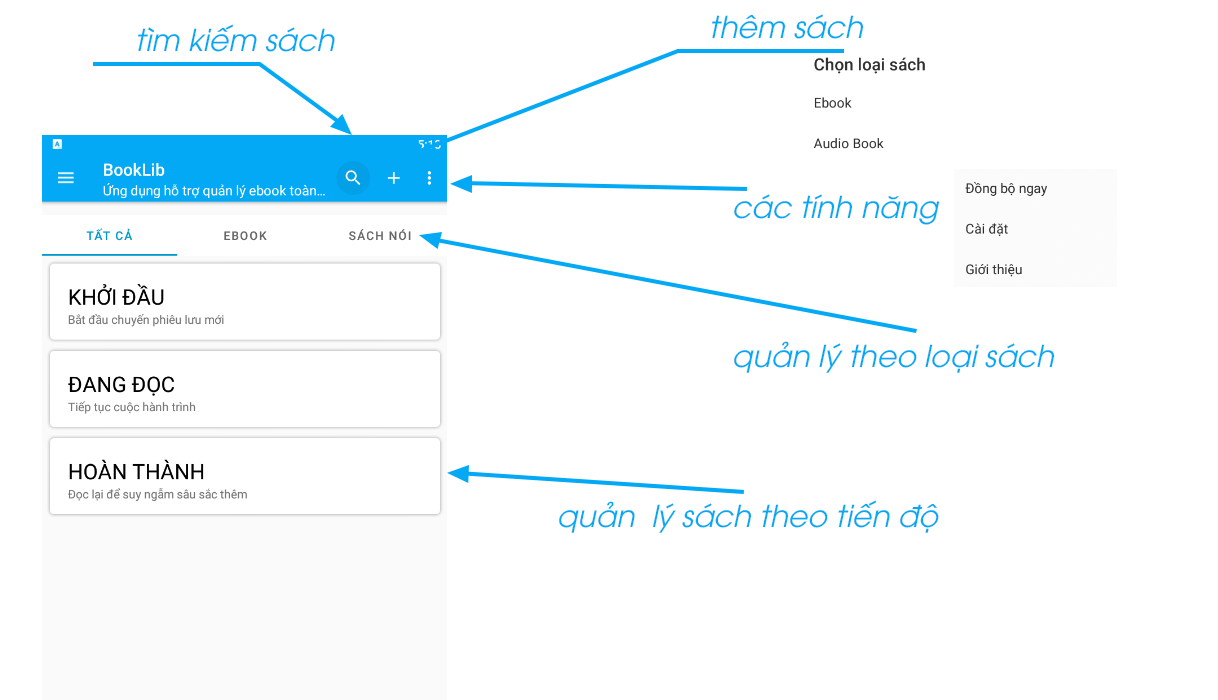 tìm kiếm sách
thêm sách
Chọn loại sách
Ebook
Audio Book
A
BookLib
Ứng dụng hỗ trợ quản lý ebook toàn...
Đồng bộ ngay
Cài đặt
Giới thiệu
các tính năng
TẤT CẢ
EBOOK
SÁCH NÓI
KHỞI ĐẦU
Bắt đầu chuyến phiêu lưu mới
quản lý theo loại sách
ĐANG ĐỌC
Tiếp tục cuộc hành trình
HOÀN THÀNH
Đọc lại để suy ngẫm sâu sắc thêm
quản lý sách theo tiến độ